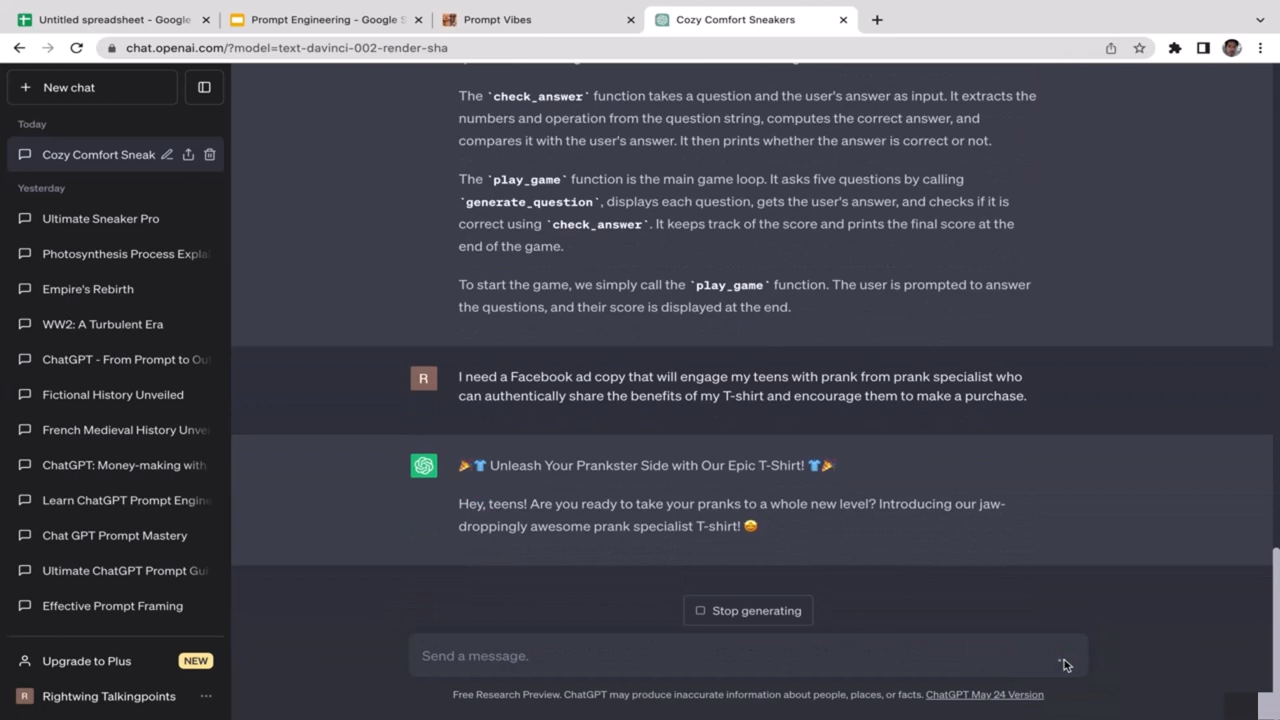 Untitled spreadsheet - Google
Prompt Engineering - Google S
Prompt Vibes
Cozy Comfort Sneakers
chat.openai.com/?model=text-davinci-002-render-sha
New chat
Today
Cozy Comfort Sneak
Yesterday
Ultimate Sneaker Pro
Photosynthesis Process Expla
Empire's Rebirth
WW2: A Turbulent Era
ChatGPT - From Prompt to Ou
Fictional History Unveiled
French Medieval History Unve
ChatGPT: Money-making with
Learn ChatGPT Prompt Engin
Chat GPT Prompt Mastery
Ultimate ChatGPT Prompt Gui
Effective Prompt Framing
Upgrade to Plus NEW
R Rightwing Talkingpoints ...
The `check_answer` function takes a question and the user's answer as input. It extracts the
numbers and operation from the question string, computes the correct answer, and
compares it with the user's answer. It then prints whether the answer is correct or not.
The `play_game` function is the main game loop. It asks five questions by calling
`generate_question`, displays each question, gets the user's answer, and checks if it is
correct using `check_answer`. It keeps track of the score and prints the final score at the
end of the game.
To start the game, we simply call the `play_game` function. The user is prompted to answer
the questions, and their score is displayed at the end.
R
I need a Facebook ad copy that will engage my teens with prank from prank specialist who
can authentically share the benefits of my T-shirt and encourage them to make a purchase.
🎉👕 Unleash Your Prankster Side with Our Epic T-Shirt! 👕🎉
Hey, teens! Are you ready to take your pranks to a whole new level? Introducing our jaw-
droppingly awesome prank specialist T-shirt! 🤩
Stop generating
Send a message.
Free Research Preview. ChatGPT may produce inaccurate information about people, places, or facts. ChatGPT May 24 Version